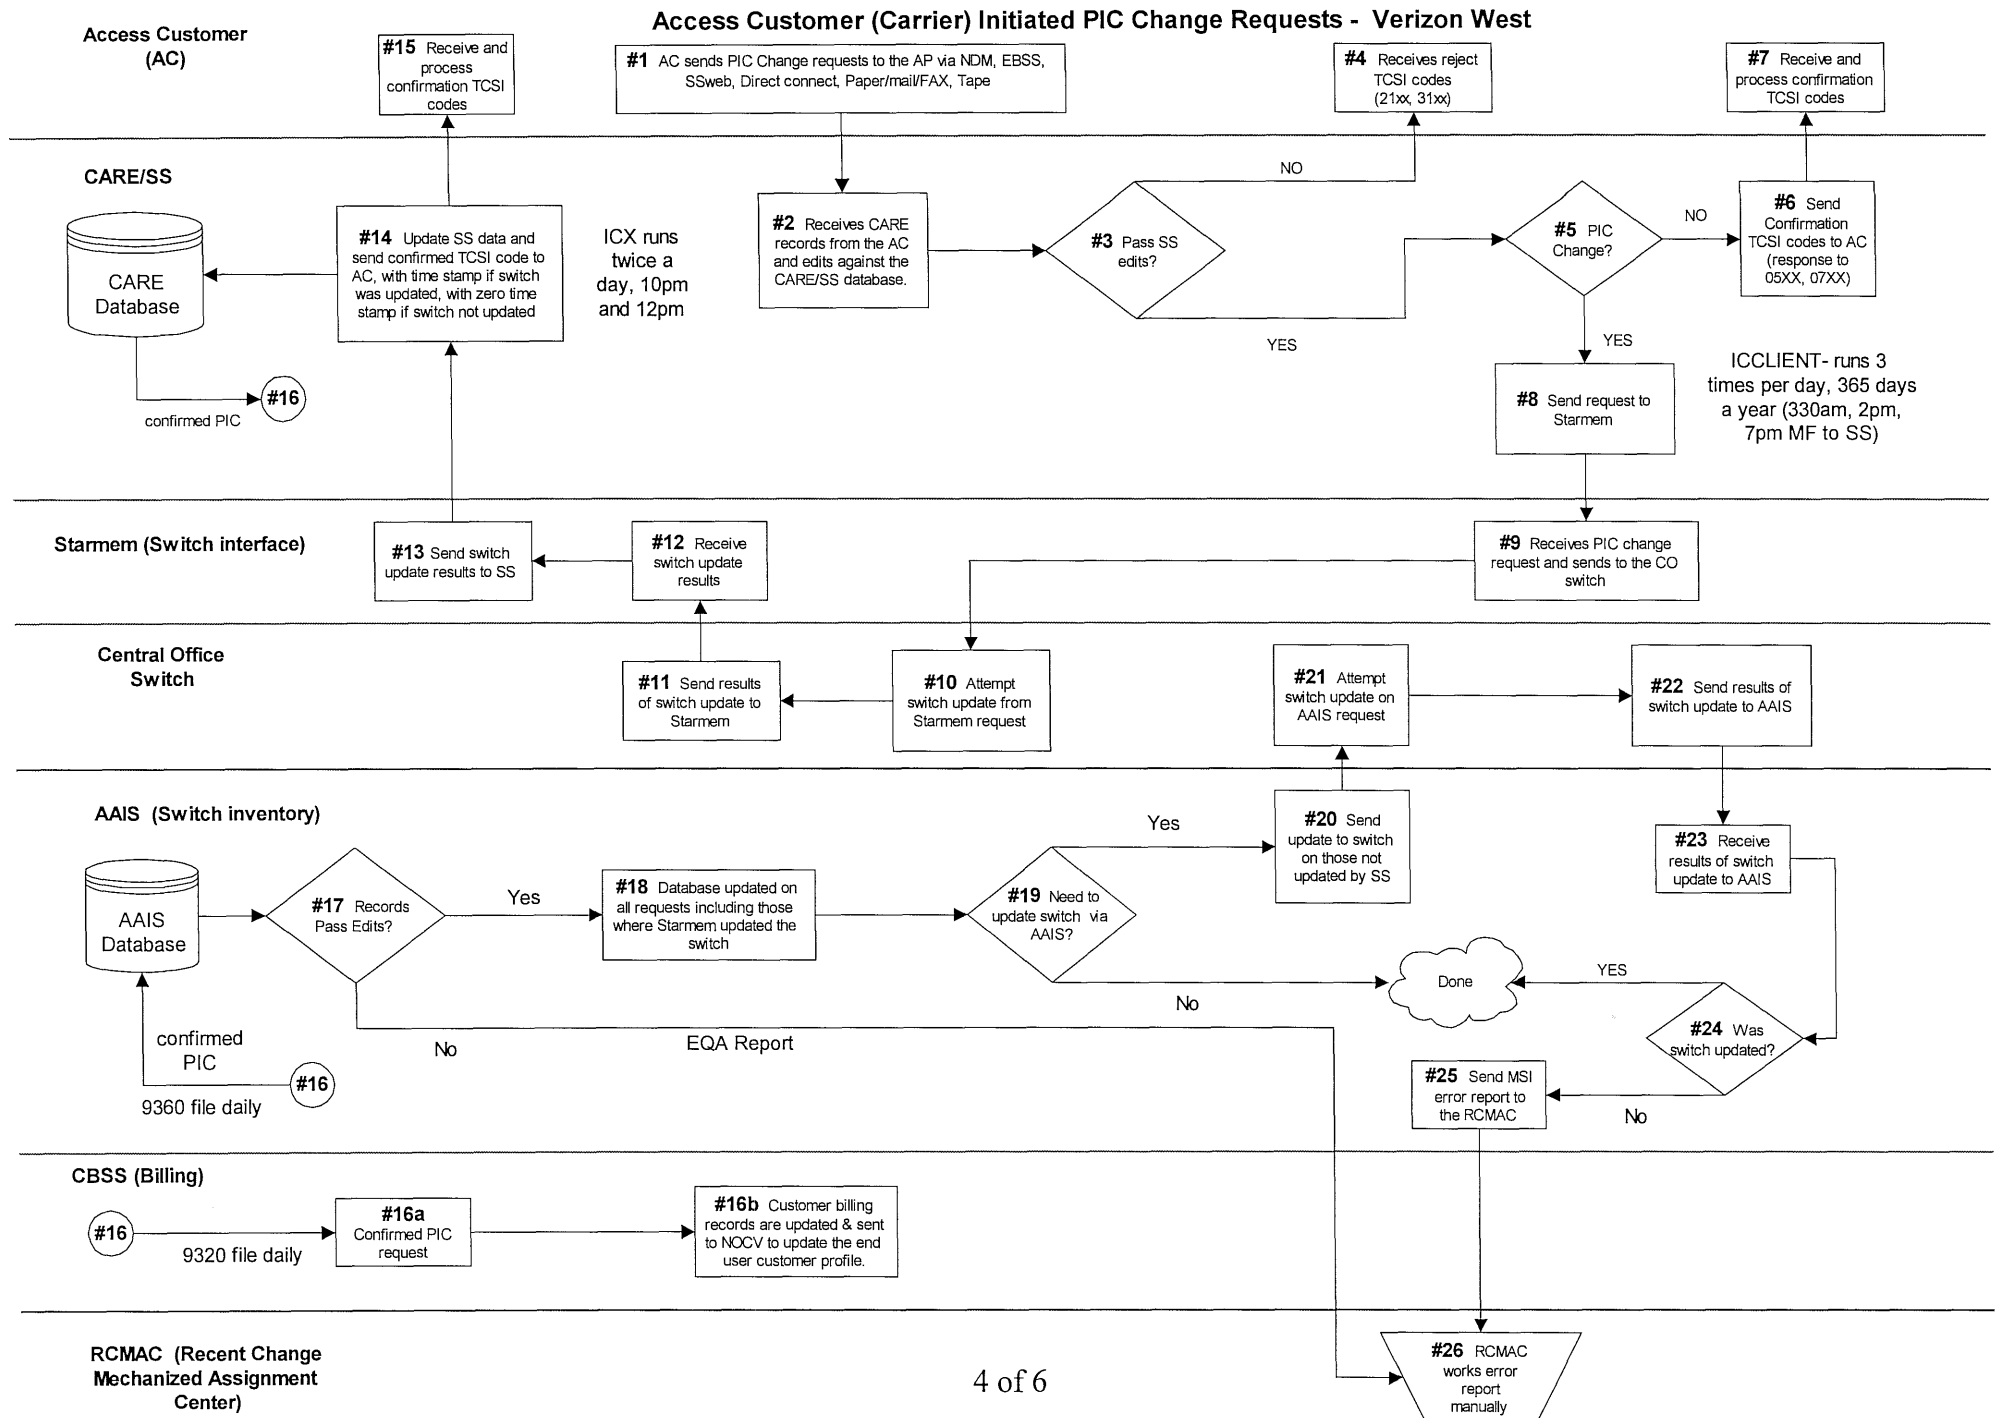 Access Customer (Carrier) Initiated PIC Change Requests - Verizon West
Access Customer
(AC)
#15 Receive and
process
confirmation TCSI
codes
#1 AC sends PIC Change requests to the AP via NDM, EBSS,
SSweb, Direct connect, Paper/mail/FAX, Tape
#4 Receives reject
TCSI codes
(21xx, 31xx)
#7 Receive and
process confirmation
TCSI codes
CARE/SS
CARE
Database
confirmed PIC
#16
#14 Update SS data and
send confirmed TCSI code to
AC, with time stamp if switch
was updated, with zero time
stamp if switch not updated
ICX runs
twice a
day, 10pm
and 12pm
#2 Receives CARE
records from the AC
and edits against the
CARE/SS database.
#3 Pass SS
edits?
NO
YES
#5 PIC
Change?
NO
YES
#6 Send
Confirmation
TCSI codes to AC
(response to
05XX, 07XX)
#8 Send request to
Starmem
ICCLIENT- runs 3
times per day, 365 days
a year (330am, 2pm,
7pm MF to SS)
Starmem (Switch interface)
#13 Send switch
update results to SS
#12 Receive
switch update
results
#9 Receives PIC change
request and sends to the CO
switch
Central Office
Switch
#11 Send results
of switch update to
Starmem
#10 Attempt
switch update from
Starmem request
#21 Attempt
switch update on
AAIS request
#22 Send results of
switch update to AAIS
AAIS (Switch inventory)
AAIS
Database
confirmed
PIC
#16
9360 file daily
#17 Records
Pass Edits?
Yes
No
EQA Report
#18 Database updated on
all requests including those
where Starmem updated the
switch
#19 Need to
update switch via
AAIS?
Yes
No
#20 Send
update to switch
on those not
updated by SS
#23 Receive
results of switch
update to AAIS
Done
YES
#24 Was
switch updated?
No
#25 Send MSI
error report to
the RCMAC
CBSS (Billing)
#16
9320 file daily
#16a
Confirmed PIC
request
#16b Customer billing
records are updated & sent
to NOCV to update the end
user customer profile.
RCMAC (Recent Change
Mechanized Assignment
Center)
#26 RCMAC
works error
report
manually
4 of 6